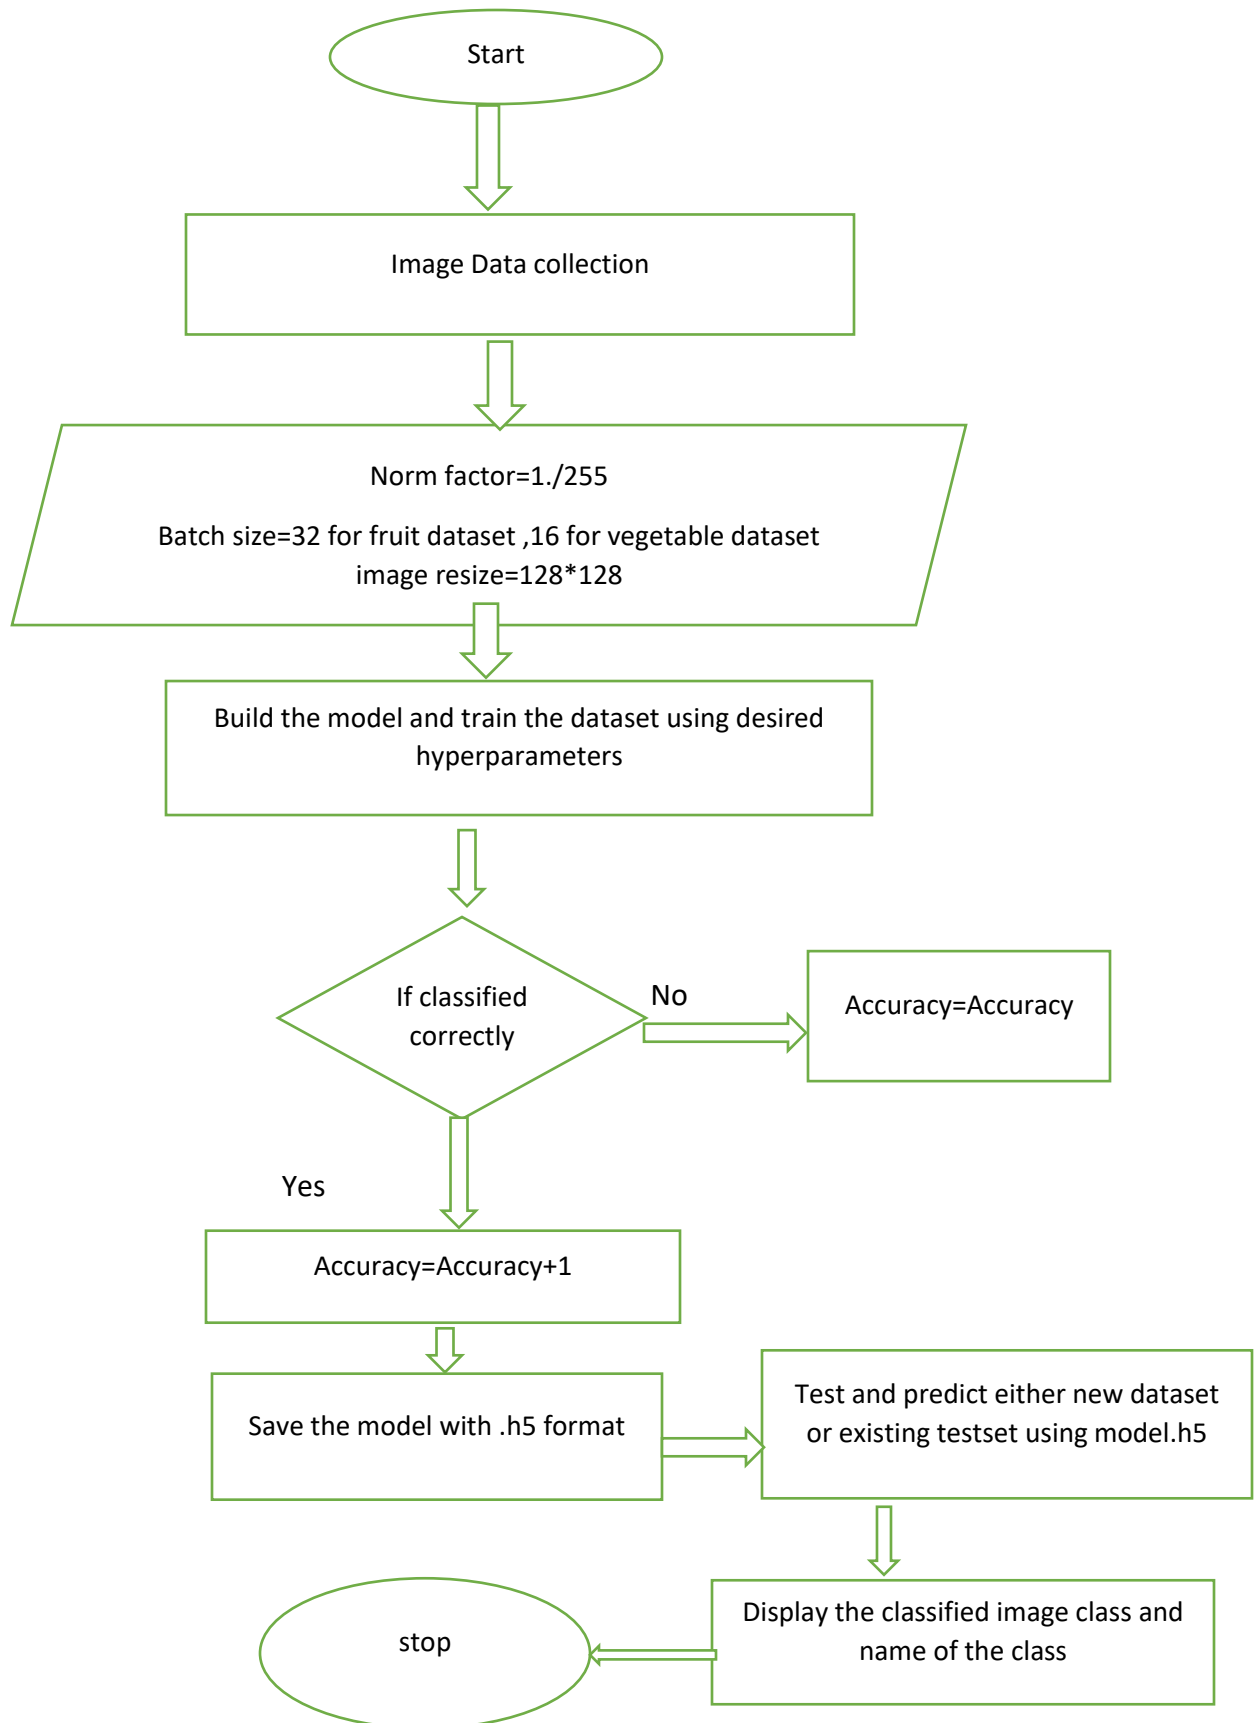 Start
Image Data collection
Norm factor=1./255
Batch size=32 for fruit dataset ,16 for vegetable dataset
image resize=128*128
Build the model and train the dataset using desired
hyperparameters
If classified
correctly
No
Accuracy=Accuracy
Yes
Accuracy=Accuracy+1
Save the model with .h5 format
Test and predict either new dataset
or existing testset using model.h5
Display the classified image class and
name of the class
stop